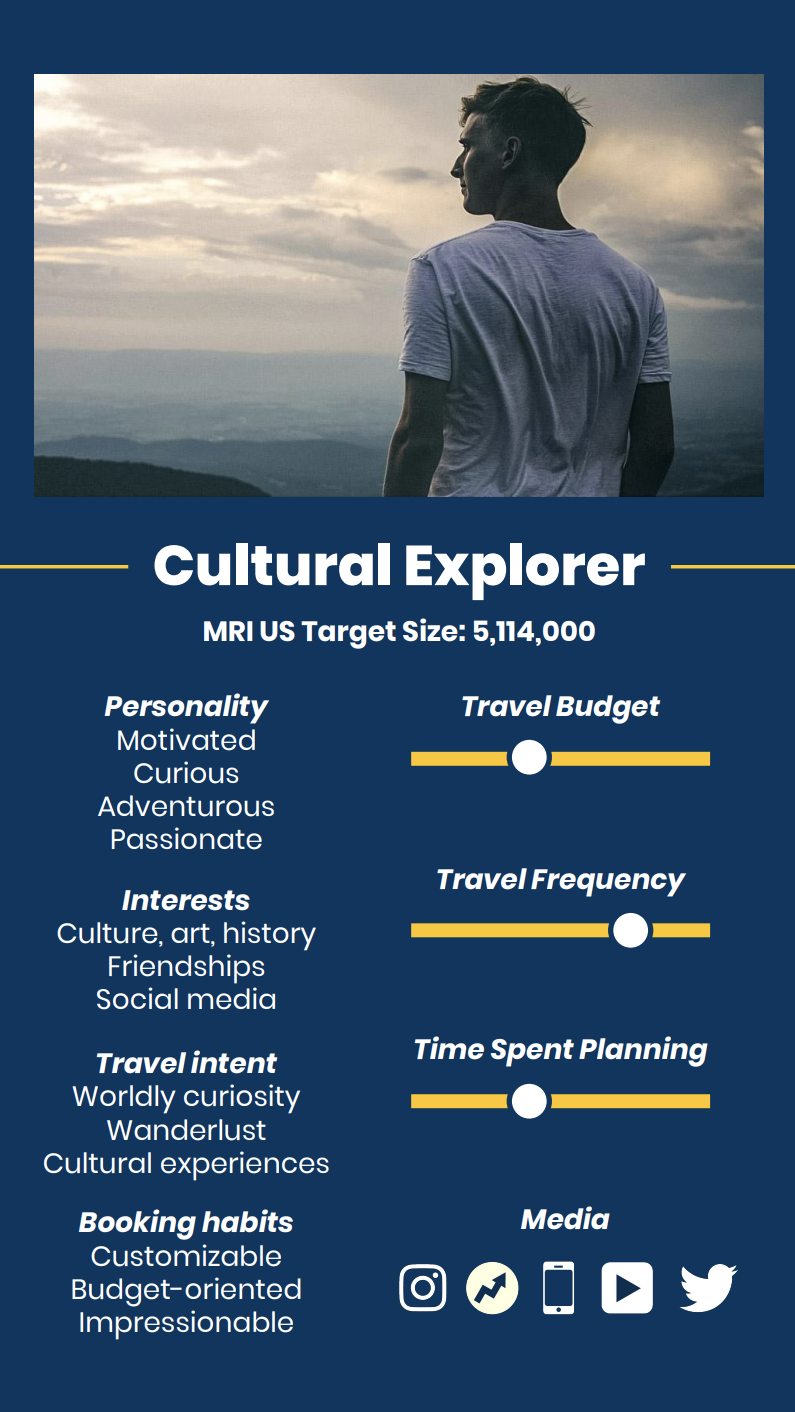 Cultural Explorer
MRI US Target Size: 5,114,000
Personality
Motivated
Curious
Adventurous
Passionate
Interests
Culture, art, history
Friendships
Social media
Travel intent
Worldly curiosity
Wanderlust
Cultural experiences
Booking habits
Customizable
Budget-oriented
Impressionable
Travel Budget
Travel Frequency
Time Spent Planning
Media